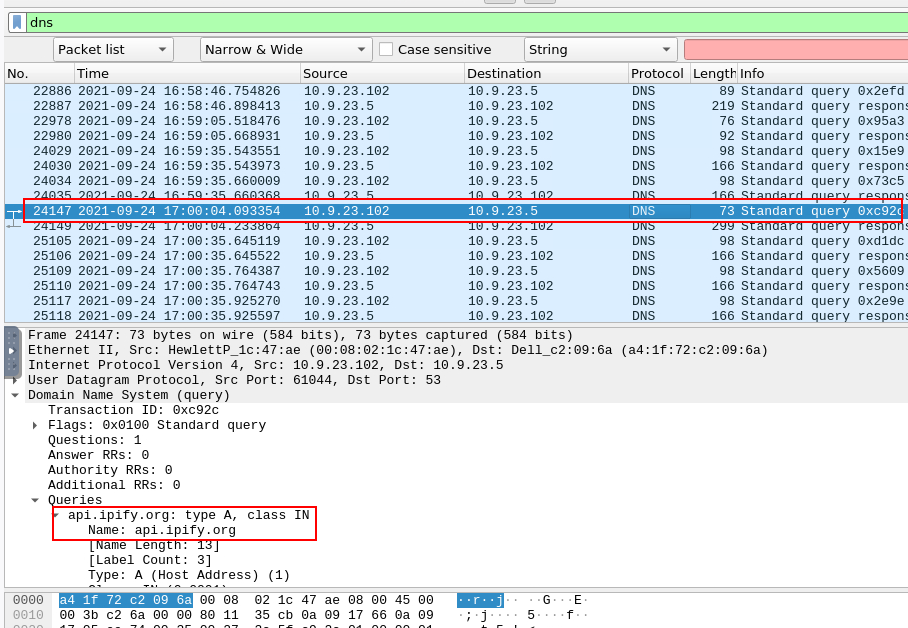 dns
Packet list Narrow & Wide Case sensitive String
No. Time Source Destination Protocol Length Info
22886 2021-09-24 16:58:46.754826 10.9.23.102 10.9.23.5 DNS 89 Standard query 0x2efd
22887 2021-09-24 16:58:46.898413 10.9.23.5 10.9.23.102 DNS 219 Standard query respons
22978 2021-09-24 16:59:05.518476 10.9.23.102 10.9.23.5 DNS 76 Standard query 0x95a3
22980 2021-09-24 16:59:05.668931 10.9.23.5 10.9.23.102 DNS 92 Standard query respons
24029 2021-09-24 16:59:35.543551 10.9.23.102 10.9.23.5 DNS 98 Standard query 0x15e9
24030 2021-09-24 16:59:35.543973 10.9.23.5 10.9.23.102 DNS 166 Standard query respons
24034 2021-09-24 16:59:35.660009 10.9.23.102 10.9.23.5 DNS 98 Standard query 0x73c5
24035 2021-09-24 16:59:35.660368 10.9.23.5 10.9.23.102 DNS 166 Standard query respons
24147 2021-09-24 17:00:04.093354 10.9.23.102 10.9.23.5 DNS 73 Standard query 0xc92c
24149 2021-09-24 17:00:04.233864 10.9.23.5 10.9.23.102 DNS 299 Standard query respons
25105 2021-09-24 17:00:35.645119 10.9.23.102 10.9.23.5 DNS 98 Standard query 0xd1dc
25106 2021-09-24 17:00:35.645522 10.9.23.5 10.9.23.102 DNS 166 Standard query respons
25109 2021-09-24 17:00:35.764387 10.9.23.102 10.9.23.5 DNS 98 Standard query 0x5609
25110 2021-09-24 17:00:35.764743 10.9.23.5 10.9.23.102 DNS 166 Standard query respons
25117 2021-09-24 17:00:35.925270 10.9.23.102 10.9.23.5 DNS 98 Standard query 0x2e9e
25118 2021-09-24 17:00:35.925597 10.9.23.5 10.9.23.102 DNS 166 Standard query respons
Frame 24147: 73 bytes on wire (584 bits), 73 bytes captured (584 bits)
Ethernet II, Src: HewlettP_1c:47:ae (00:08:02:1c:47:ae), Dst: Dell_c2:09:6a (a4:1f:72:c2:09:6a)
Internet Protocol Version 4, Src: 10.9.23.102, Dst: 10.9.23.5
User Datagram Protocol, Src Port: 61044, Dst Port: 53
Domain Name System (query)
Transaction ID: 0xc92c
Flags: 0x0100 Standard query
Questions: 1
Answer RRs: 0
Authority RRs: 0
Additional RRs: 0
Queries
api.ipify.org: type A, class IN
Name: api.ipify.org
[Name Length: 13]
[Label Count: 3]
Type: A (Host Address) (1)
0000 a4 1f 72 c2 09 6a 00 08 02 1c 47 ae 08 00 45 00 ··r··j·· ··G···E·
0010 00 3b c2 6a 00 00 80 11 35 cb 0a 09 17 66 0a 09 ·;·j···· 5····f··